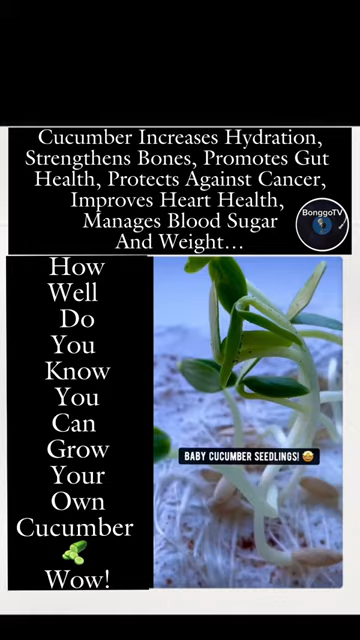 Cucumber Increases Hydration,
Strengthens Bones, Promotes Gut
Health, Protects Against Cancer,
Improves Heart Health,
Manages Blood Sugar
And Weight...
BonggoTV
How
Well
Do
You
Know
You
Can
Grow
Your
Own
Cucumber
🥒
Wow!
BABY CUCUMBER SEEDLINGS! 🤩